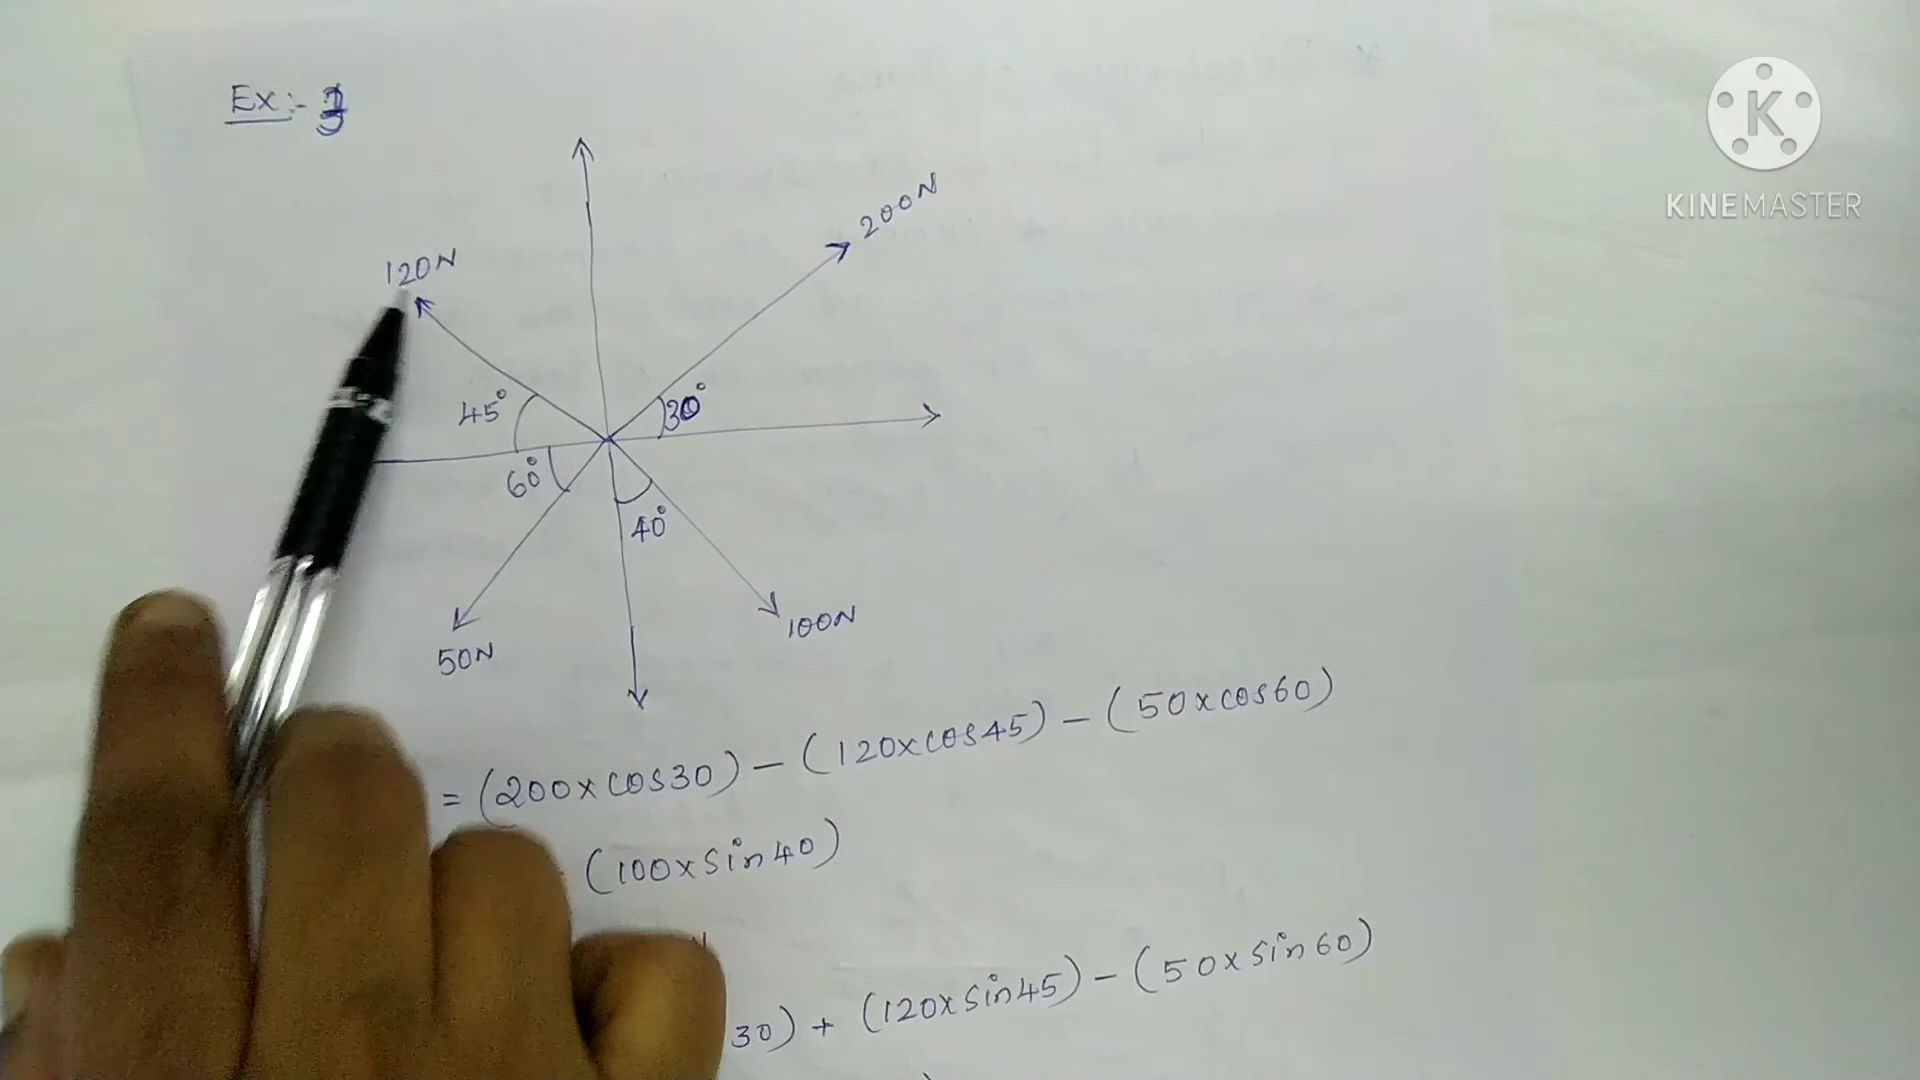 Ex:- 3
200N
120N
45°
30°
60°
40°
50N
100N
= (200×cos30) – (120×cos45) – (50×cos60)
(100×sin40)
30) + (120×sin45) – (50×sin60)
KINEMASTER